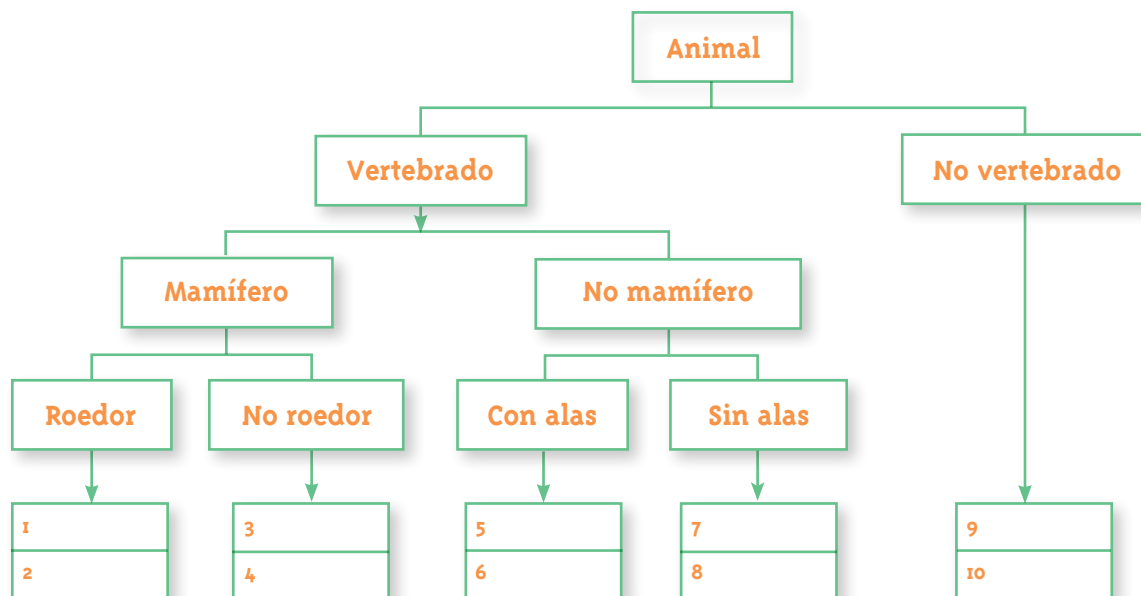 Animal
Vertebrado
No vertebrado
Mamífero
No mamífero
Roedor
No roedor
Con alas
Sin alas
1
3
5
7
9
2
4
6
8
10